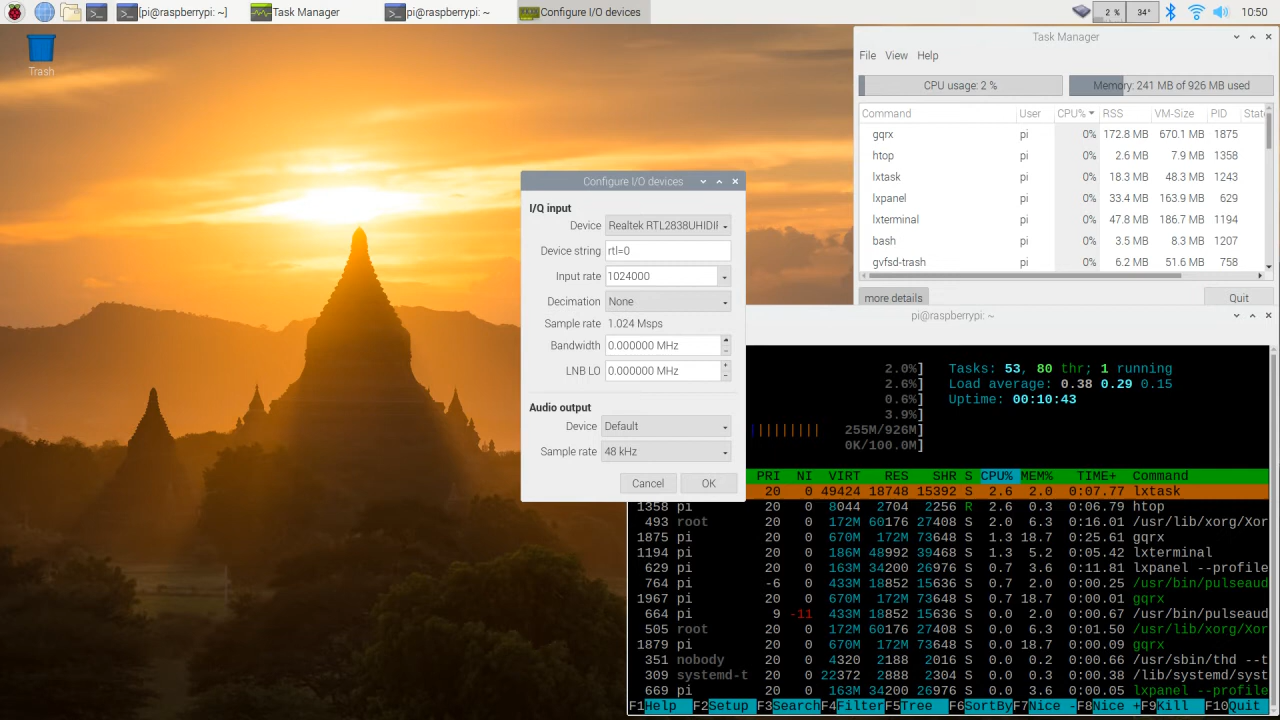 [pi@raspberrypi: ~]
Task Manager
pi@raspberrypi: ~
Configure I/O devices
2 %
34°
10:50
Trash
Task Manager
File View Help
CPU usage: 2 %
Memory: 241 MB of 926 MB used
Command User CPU% RSS VM-Size PID State
gqrx pi 0% 172.8 MB 670.1 MB 1875
htop pi 0% 2.6 MB 7.9 MB 1358
lxtask pi 0% 18.3 MB 48.3 MB 1243
lxpanel pi 0% 33.4 MB 163.9 MB 629
lxterminal pi 0% 47.8 MB 186.7 MB 1194
bash pi 0% 3.5 MB 8.3 MB 1207
gvfsd-trash pi 0% 6.2 MB 51.6 MB 758
more details
Quit
Configure I/O devices
I/Q input
Device Realtek RTL2838UHIDIR
Device string rtl=0
Input rate 1024000
Decimation None
Sample rate 1.024 Msps
Bandwidth 0.000000 MHz
LNB LO 0.000000 MHz
Audio output
Device Default
Sample rate 48 kHz
Cancel OK
pi@raspberrypi: ~
2.0%] Tasks: 53, 80 thr; 1 running
2.6%] Load average: 0.38 0.29 0.15
0.6%] Uptime: 00:10:43
3.9%]
||||||||| 255M/926M]
0K/100.0M]
PRI NI VIRT RES SHR S CPU% MEM% TIME+ Command
20 0 49424 18748 15392 S 2.6 2.0 0:07.77 lxtask
1358 pi 20 0 8044 2704 2256 R 2.6 0.3 0:06.79 htop
493 root 20 0 172M 60176 27408 S 2.0 6.3 0:16.01 /usr/lib/xorg/Xor
1875 pi 20 0 670M 172M 73648 S 1.3 18.7 0:25.61 gqrx
1194 pi 20 0 186M 48992 39468 S 1.3 5.2 0:05.42 lxterminal
629 pi 20 0 163M 34200 26976 S 0.7 3.6 0:11.81 lxpanel --profile
764 pi -6 0 433M 18852 15636 S 0.7 2.0 0:00.25 /usr/bin/pulseaud
1967 pi 20 0 670M 172M 73648 S 0.7 18.7 0:00.01 gqrx
664 pi 9 -11 433M 18852 15636 S 0.0 2.0 0:00.67 /usr/bin/pulseaud
505 root 20 0 172M 60176 27408 S 0.0 6.3 0:01.50 /usr/lib/xorg/Xor
1879 pi 20 0 670M 172M 73648 S 0.0 18.7 0:00.09 gqrx
351 nobody 20 0 4320 2188 2016 S 0.0 0.2 0:00.66 /usr/sbin/thd --t
309 systemd-t 20 0 22372 2888 2304 S 0.0 0.3 0:00.38 /lib/systemd/syst
669 pi 20 0 163M 34200 26976 S 0.0 3.6 0:00.05 lxpanel --profile
F1Help F2Setup F3SearchF4FilterF5Tree F6SortByF7Nice -F8Nice +F9Kill F10Quit